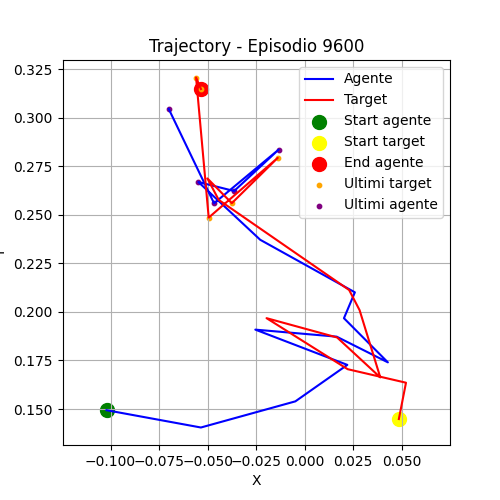 Trajectory - Episodio 9600
Agente
Target
Start agente
Start target
End agente
Ultimi target
Ultimi agente
0.325
0.300
0.275
0.250
0.225
0.200
0.175
0.150
−0.100 −0.075 −0.050 −0.025 0.000 0.025 0.050
X